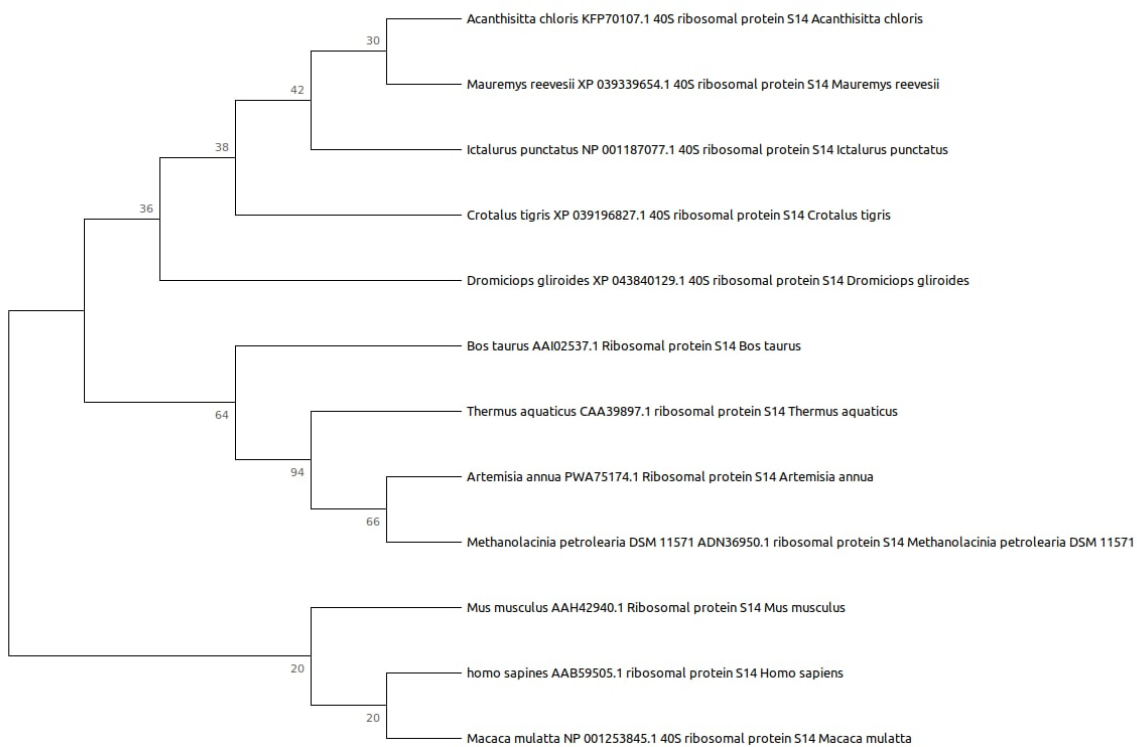 Acanthisitta chloris KFP70107.1 40S ribosomal protein S14 Acanthisitta chloris
30
Mauremys reevesii XP 039339654.1 40S ribosomal protein S14 Mauremys reevesii
42
Ictalurus punctatus NP 001187077.1 40S ribosomal protein S14 Ictalurus punctatus
38
Crotalus tigris XP 039196827.1 40S ribosomal protein S14 Crotalus tigris
36
Dromiciops gliroides XP 043840129.1 40S ribosomal protein S14 Dromiciops gliroides
Bos taurus AAI02537.1 Ribosomal protein S14 Bos taurus
64
Thermus aquaticus CAA39897.1 ribosomal protein S14 Thermus aquaticus
94
Artemisia annua PWA75174.1 Ribosomal protein S14 Artemisia annua
66
Methanolacinia petrolearia DSM 11571 ADN36950.1 ribosomal protein S14 Methanolacinia petrolearia DSM 11571
Mus musculus AAH42940.1 Ribosomal protein S14 Mus musculus
20
homo sapines AAB59505.1 ribosomal protein S14 Homo sapiens
20
Macaca mulatta NP 001253845.1 40S ribosomal protein S14 Macaca mulatta